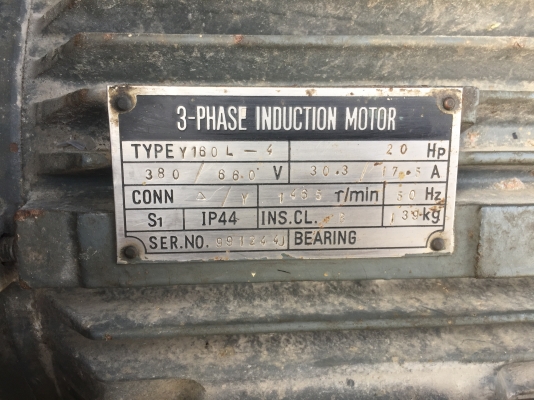 3-PHASE INDUCTION MOTOR
TYPE Y160L-4 20 Hp
380/660 V 30.3/17.5 A
CONN △/Y r/min 50 Hz
S1 IP44 INS.CL. kg
SER.NO. BEARING